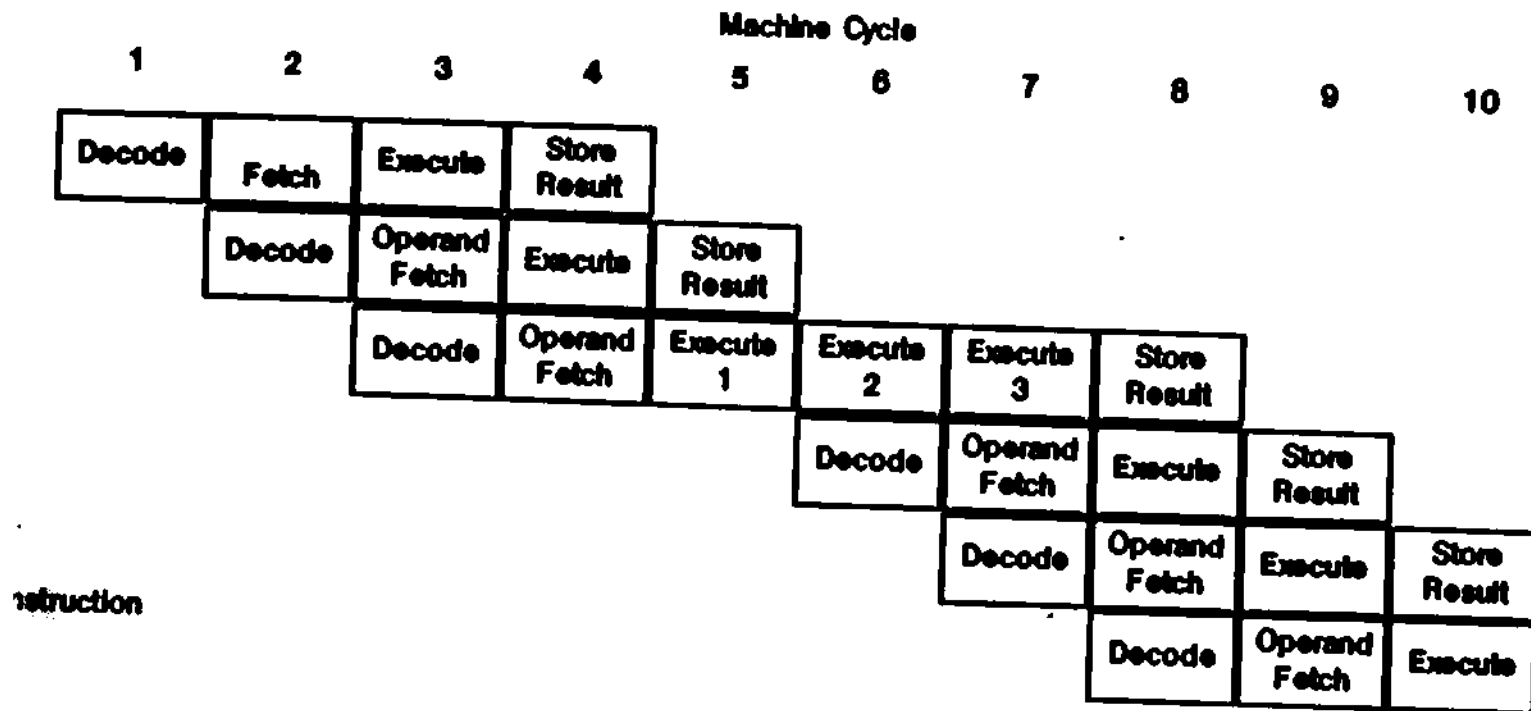 Machine Cycle
1 2 3 4 5 6 7 8 9 10
Decode Fetch Execute Store Result
Decode Operand Fetch Execute Store Result
Decode Operand Fetch Execute 1 Execute 2 Execute 3 Store Result
Decode Operand Fetch Execute Store Result
Decode Operand Fetch Execute Store Result
nstruction
Decode Operand Fetch Execute